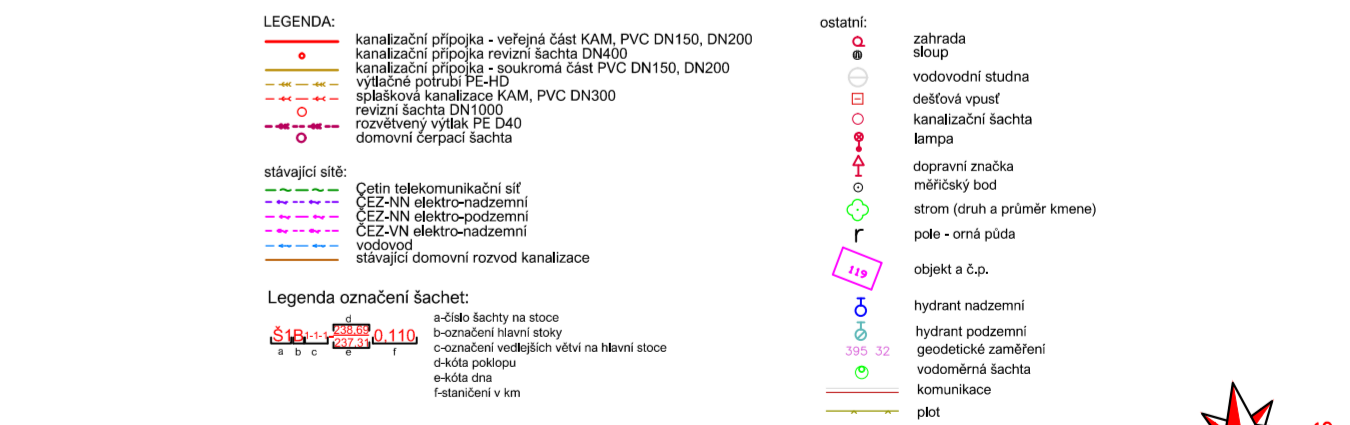 LEGENDA:
kanalizační přípojka - veřejná část KAM, PVC DN150, DN200
kanalizační přípojka revizní šachta DN400
kanalizační přípojka - soukromá část PVC DN150, DN200
výtlačné potrubí PE-HD
splašková kanalizace KAM, PVC DN300
revizní šachta DN1000
rozvětvený výtlak PE D40
domovní čerpací šachta
stávající sítě:
Cetin telekomunikační síť
ČEZ-NN elektro-nadzemní
ČEZ-NN elektro-podzemní
ČEZ-VN elektro-nadzemní
vodovod
stávající domovní rozvod kanalizace
Legenda označení šachet:
d
Š1B1-1-1-238,69 0,110
237,31
a b c e f
a-číslo šachty na stoce
b-označení hlavní stoky
c-označení vedlejších větví na hlavní stoce
d-kóta poklopu
e-kóta dna
f-staničení v km
ostatní:
zahrada
sloup
vodovodní studna
dešťová vpusť
kanalizační šachta
lampa
dopravní značka
měřičský bod
strom (druh a průměr kmene)
r pole - orná půda
119 objekt a č.p.
hydrant nadzemní
hydrant podzemní
395 32 geodetické zaměření
vodoměrná šachta
komunikace
plot